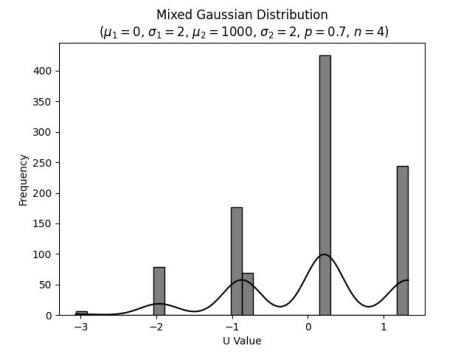 Mixed Gaussian Distribution
(μ₁ = 0, σ₁ = 2, μ₂ = 1000, σ₂ = 2, p = 0.7, n = 4)
400
350
300
250
200
150
100
50
0
Frequency
−3 −2 −1 0 1
U Value